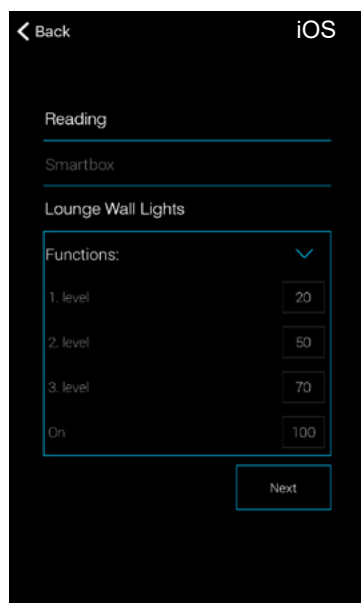 Back iOS
Reading
Smartbox
Lounge Wall Lights
Functions:
1. level 20
2. level 50
3. level 70
On 100
Next